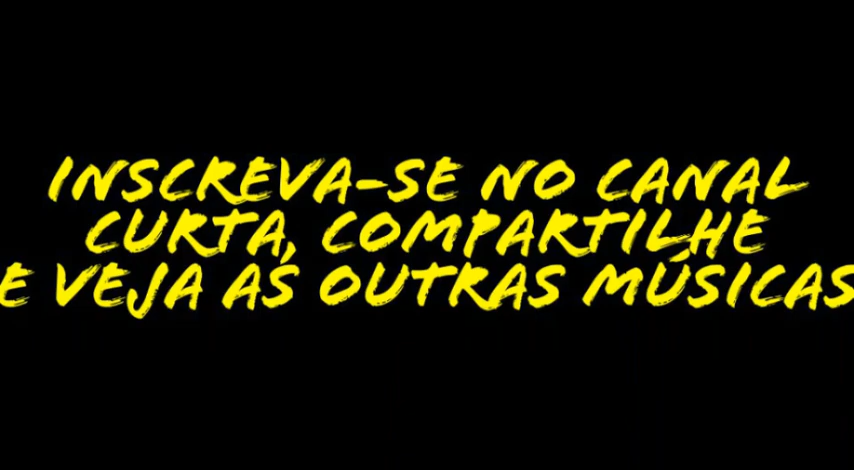 INSCREVA-SE NO CANAL
CURTA, COMPARTILHE
E VEJA AS OUTRAS MÚSICAS